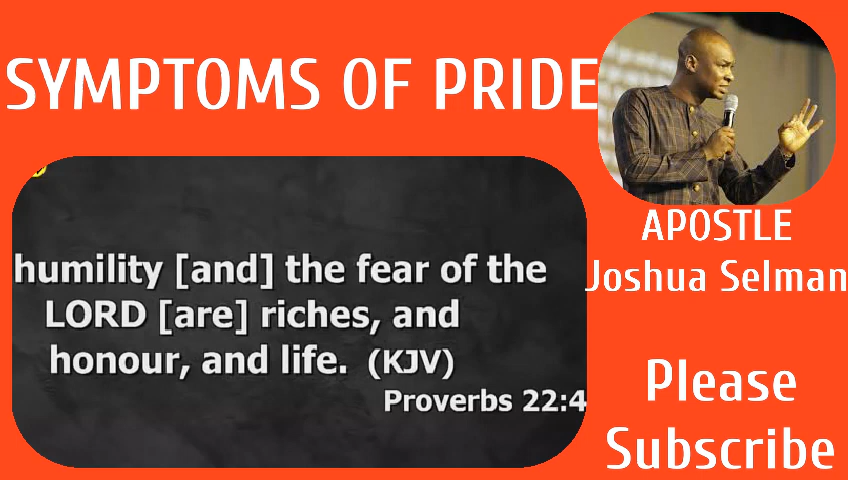 SYMPTOMS OF PRIDE
humility [and] the fear of the
LORD [are] riches, and
honour, and life. (KJV)
Proverbs 22:4
APOSTLE
Joshua Selman
Please
Subscribe